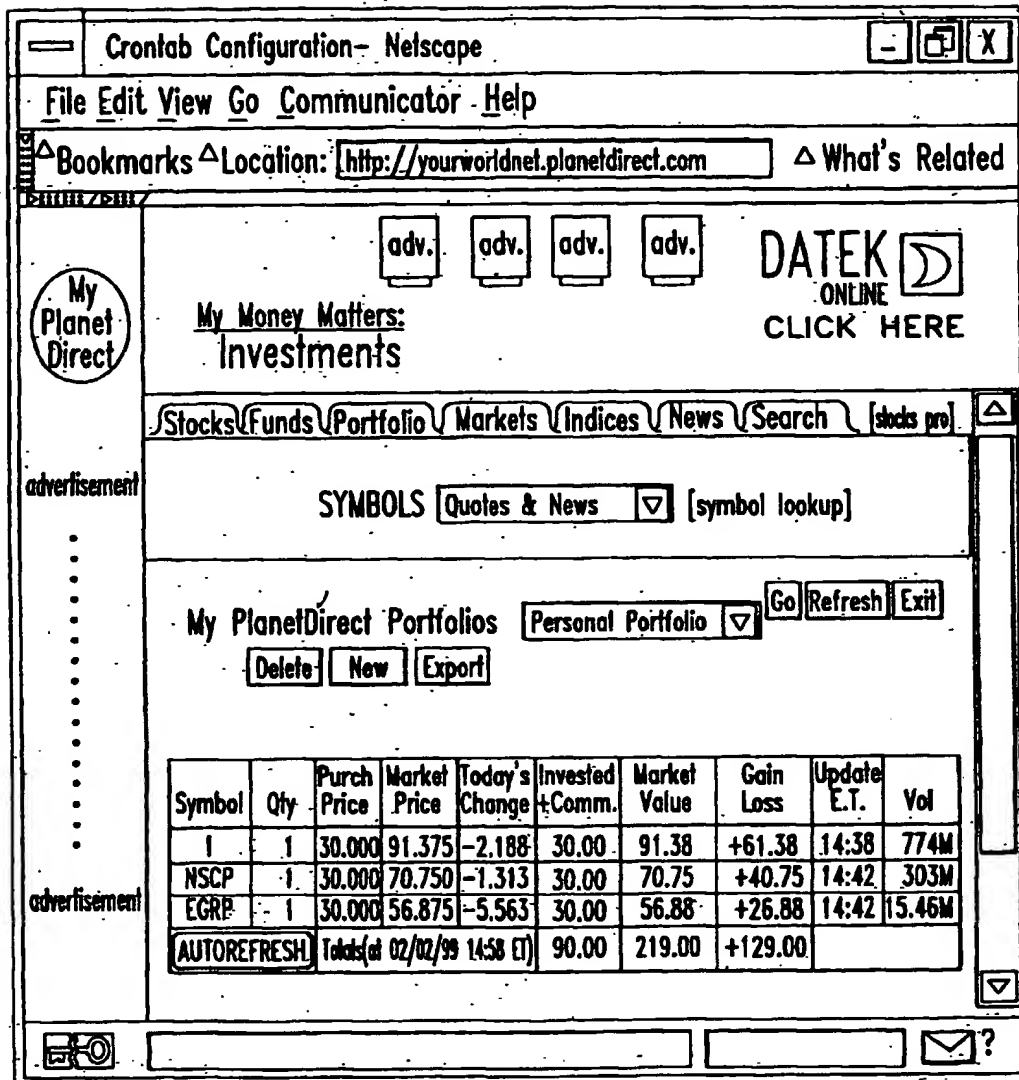 Crontab Configuration- Netscape X
File Edit View Go Communicator Help
Bookmarks Location: http://yourworldnet.planetdirect.com What's Related
adv. adv. adv. adv.
DATEK
ONLINE
CLICK HERE
My
Planet
Direct
My Money Matters:
Investments
Stocks Funds Portfolio Markets Indices News Search [stocks pro]
advertisement
SYMBOLS Quotes & News [symbol lookup]
My PlanetDirect Portfolios Personal Portfolio Go Refresh Exit
Delete New Export
Symbol Qty Purch Price Market Price Today's Change Invested +Comm. Market Value Gain Loss Update E.T. Vol
1 1 30.000 91.375 -2.188 30.00 91.38 +61.38 14:38 774M
NSCP 1 30.000 70.750 -1.313 30.00 70.75 +40.75 14:42 303M
EGRP 1 30.000 56.875 -5.563 30.00 56.88 +26.88 14:42 15.46M
AUTOREFRESH Totals(at 02/02/99 14:58 ET) 90.00 219.00 +129.00
advertisement
?